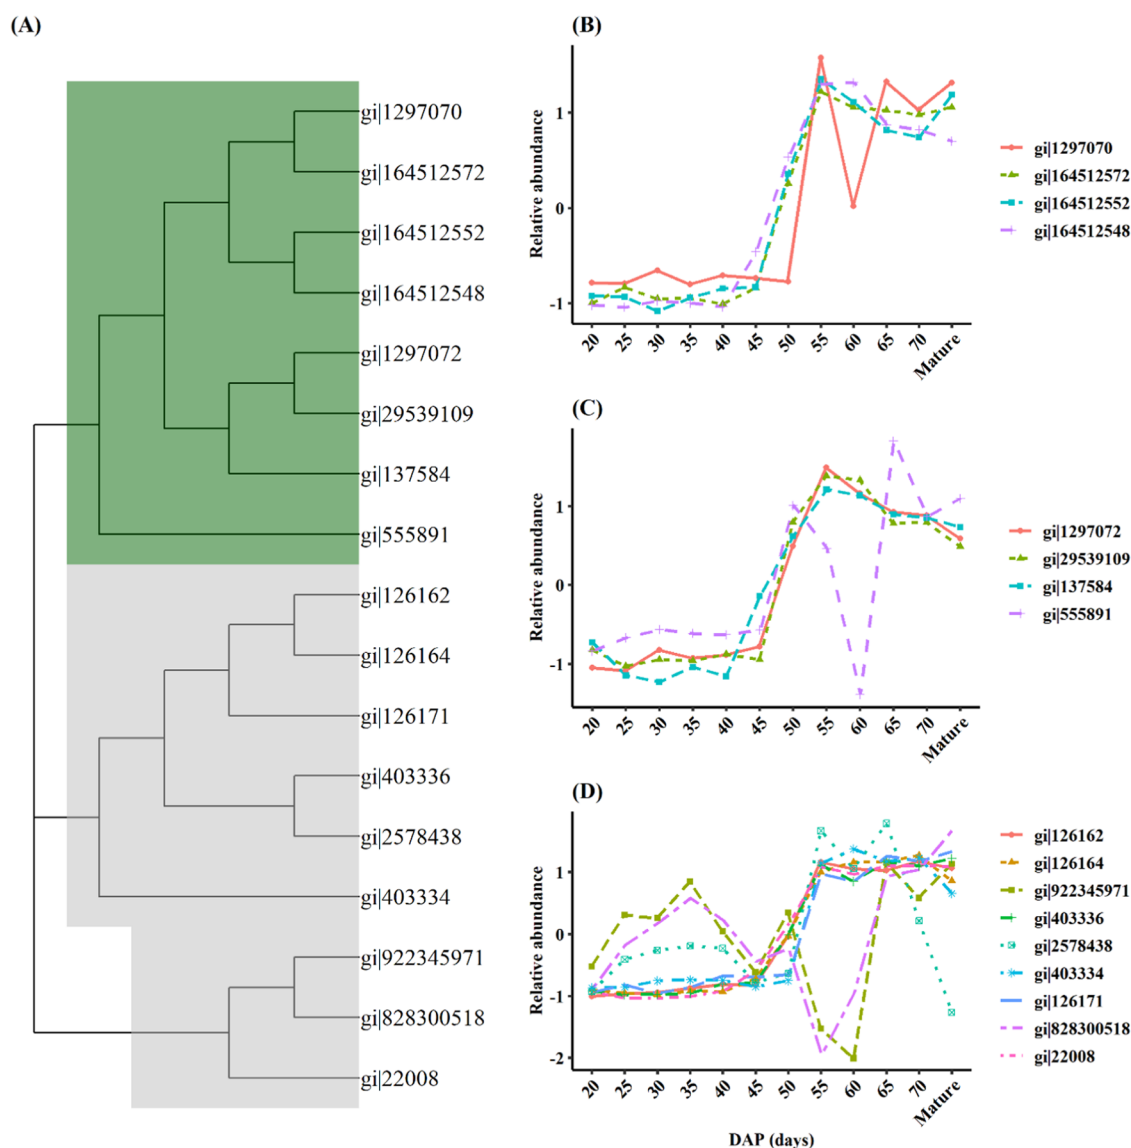 (A)
gi|1297070
gi|164512572
gi|164512552
gi|164512548
gi|1297072
gi|29539109
gi|137584
gi|555891
gi|126162
gi|126164
gi|126171
gi|403336
gi|2578438
gi|403334
gi|922345971
gi|828300518
gi|22008
(B)
Relative abundance
1
0
-1
20 25 30 35 40 45 50 55 60 65 70 Mature
gi|1297070
gi|164512572
gi|164512552
gi|164512548
(C)
Relative abundance
1
0
-1
20 25 30 35 40 45 50 55 60 65 70 Mature
gi|1297072
gi|29539109
gi|137584
gi|555891
(D)
Relative abundance
1
0
-1
-2
20 25 30 35 40 45 50 55 60 65 70 Mature
DAP (days)
gi|126162
gi|126164
gi|922345971
gi|403336
gi|2578438
gi|403334
gi|126171
gi|828300518
gi|22008